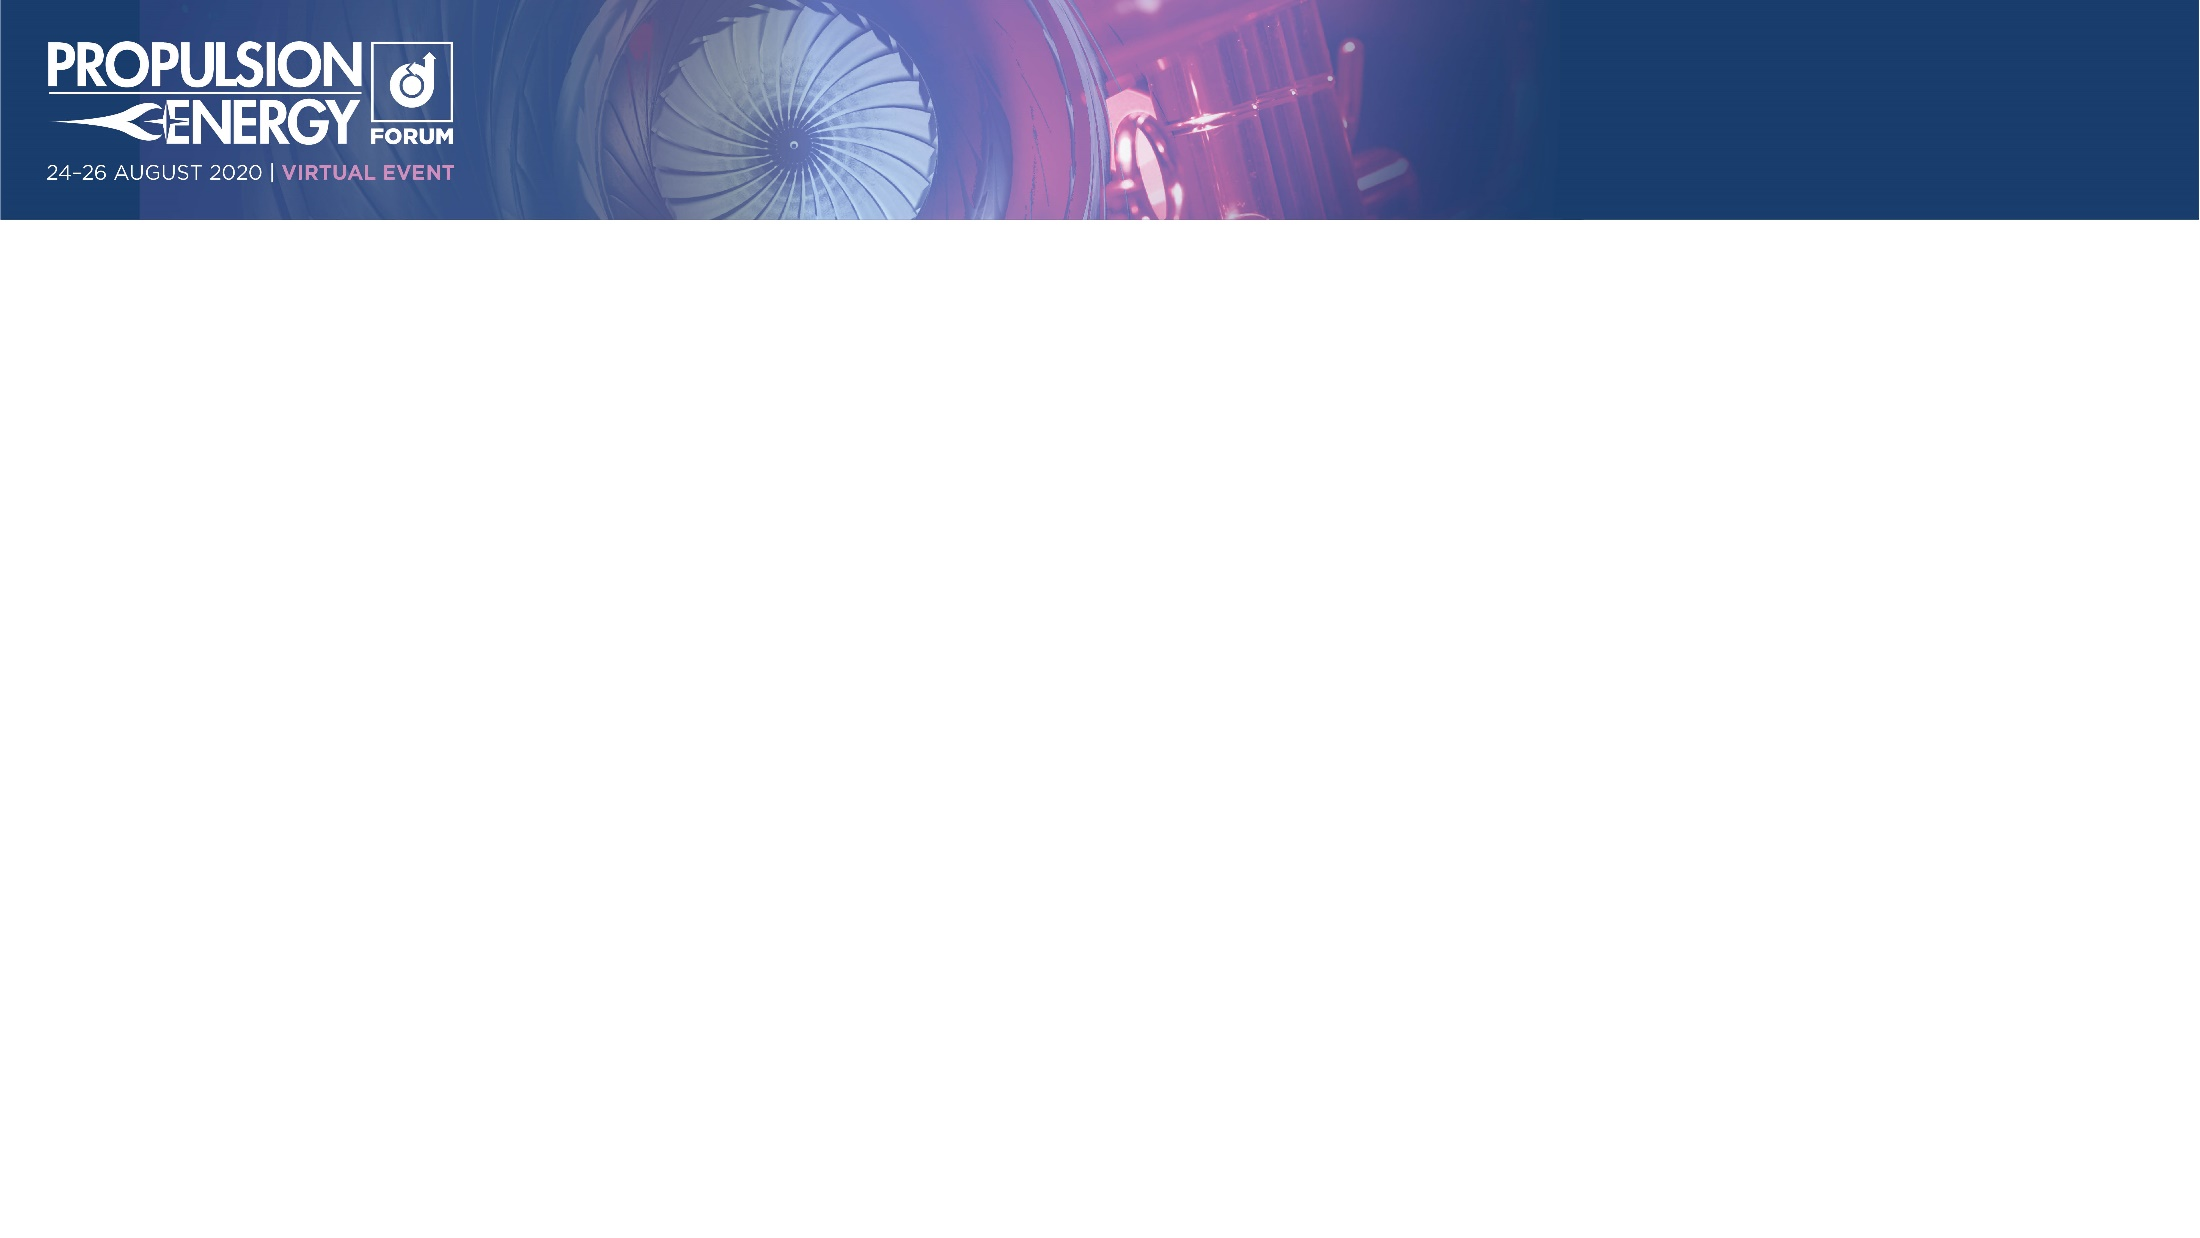 PROPULSION
ENERGY
FORUM
24–26 AUGUST 2020 | VIRTUAL EVENT